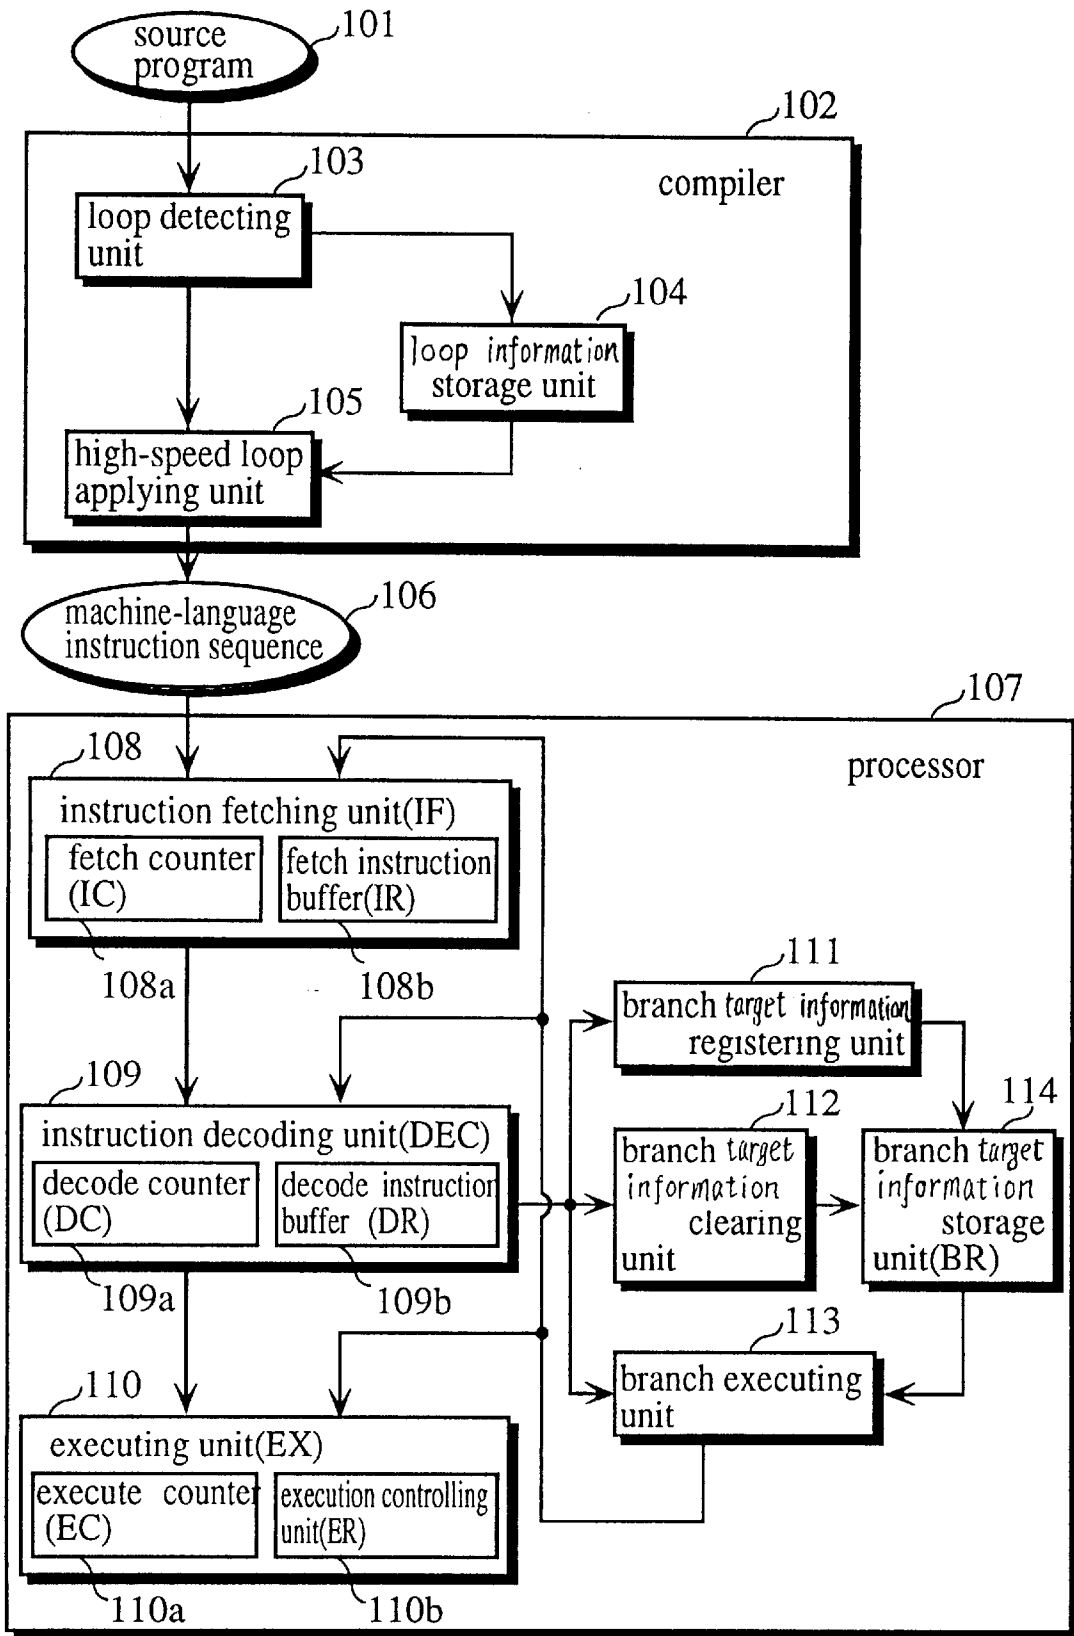 source
program
101
102
compiler
103
loop detecting
unit
104
loop information
storage unit
105
high-speed loop
applying unit
106
machine-language
instruction sequence
107
processor
108
instruction fetching unit(IF)
fetch counter
(IC)
fetch instruction
buffer(IR)
108a
108b
111
branch target information
registering unit
109
instruction decoding unit(DEC)
decode counter
(DC)
decode instruction
buffer (DR)
109a
109b
112
branch target
information
clearing
unit
114
branch target
information
storage
unit(BR)
113
branch executing
unit
110
executing unit(EX)
execute counter
(EC)
execution controlling
unit(ER)
110a
110b